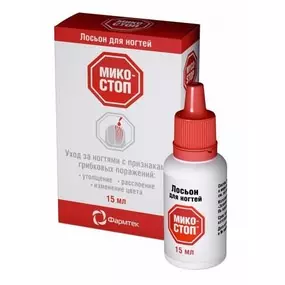 Лосьон для ногтей
МИКО-
СТОП
Уход за ногтями с признаками
грибковых поражений:
• утолщение • расслоение
• изменение цвета
15 мл
Фармтек
Лосьон
для ногтей
МИКО-
СТОП
15 мл